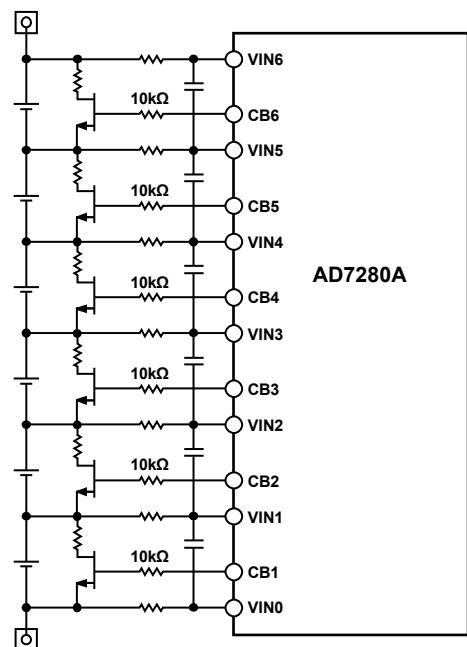 VIN6
10kΩ
CB6
VIN5
10kΩ
CB5
VIN4
AD7280A
10kΩ
CB4
VIN3
10kΩ
CB3
VIN2
10kΩ
CB2
VIN1
10kΩ
CB1
VIN0